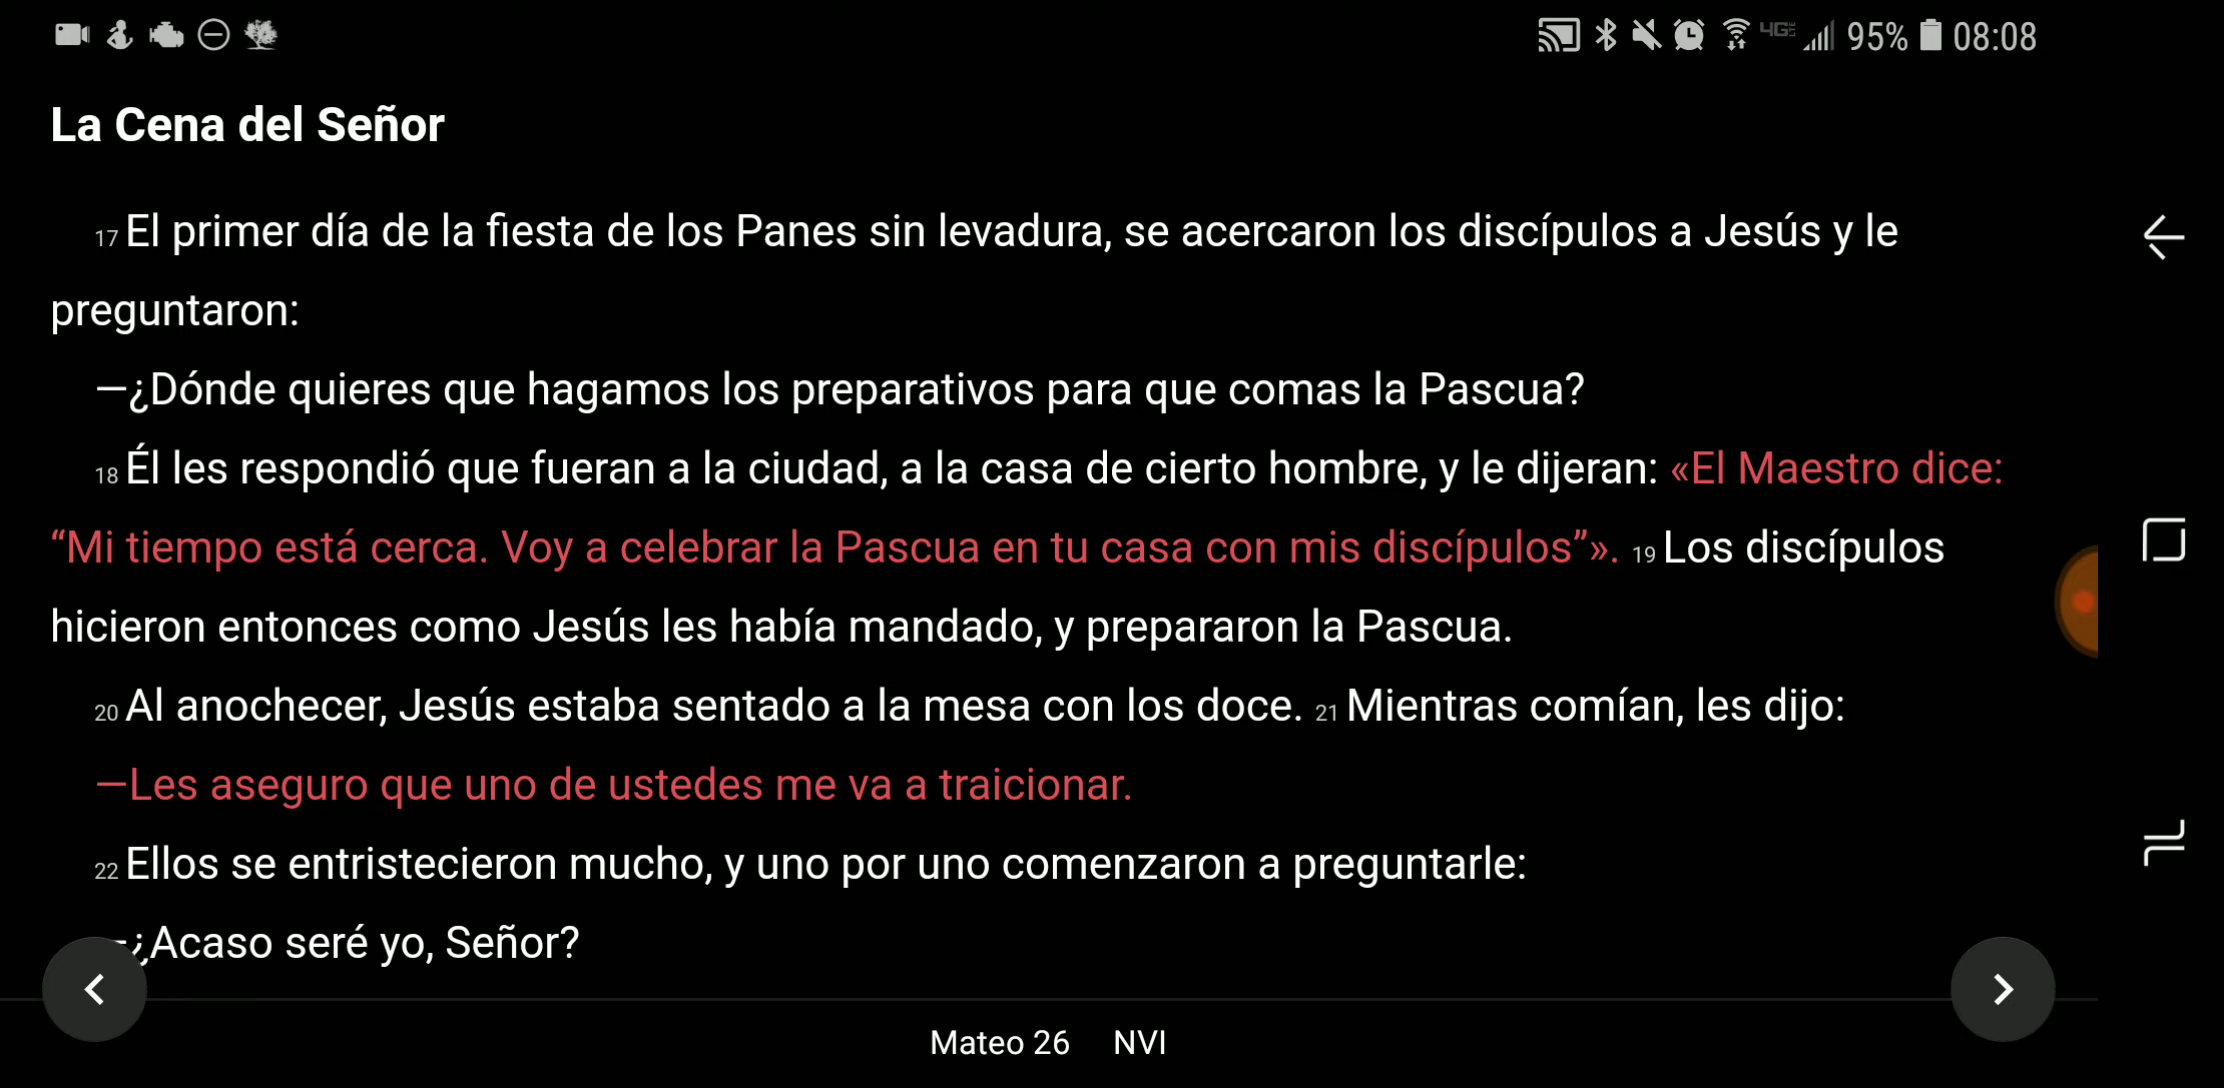 4GE 95% 08:08
La Cena del Señor
17 El primer día de la fiesta de los Panes sin levadura, se acercaron los discípulos a Jesús y le
preguntaron:
—¿Dónde quieres que hagamos los preparativos para que comas la Pascua?
18 Él les respondió que fueran a la ciudad, a la casa de cierto hombre, y le dijeran: «El Maestro dice:
“Mi tiempo está cerca. Voy a celebrar la Pascua en tu casa con mis discípulos”». 19 Los discípulos
hicieron entonces como Jesús les había mandado, y prepararon la Pascua.
20 Al anochecer, Jesús estaba sentado a la mesa con los doce. 21 Mientras comían, les dijo:
—Les aseguro que uno de ustedes me va a traicionar.
22 Ellos se entristecieron mucho, y uno por uno comenzaron a preguntarle:
—¿Acaso seré yo, Señor?
Mateo 26 NVI